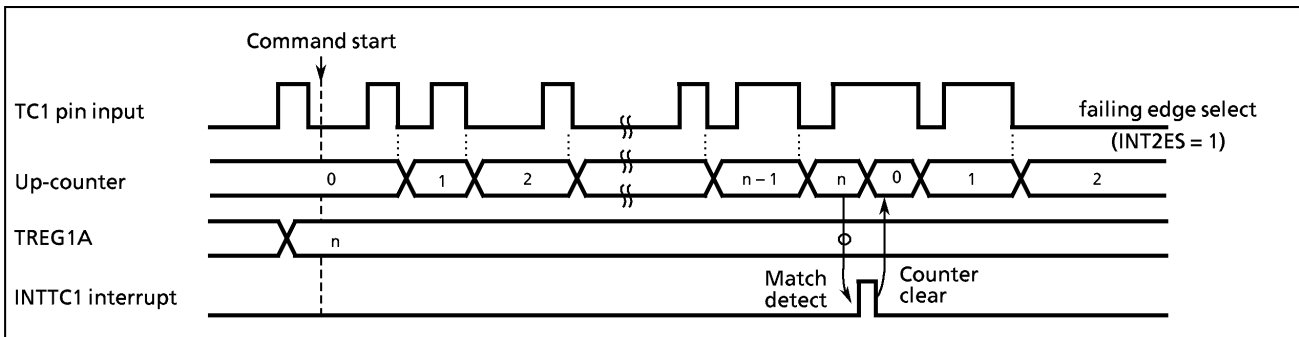 Command start
TC1 pin input
failing edge select
(INT2ES = 1)
Up-counter
0 1 2 n – 1 n 0 1 2
TREG1A
n
Match
detect
Counter
clear
INTTC1 interrupt